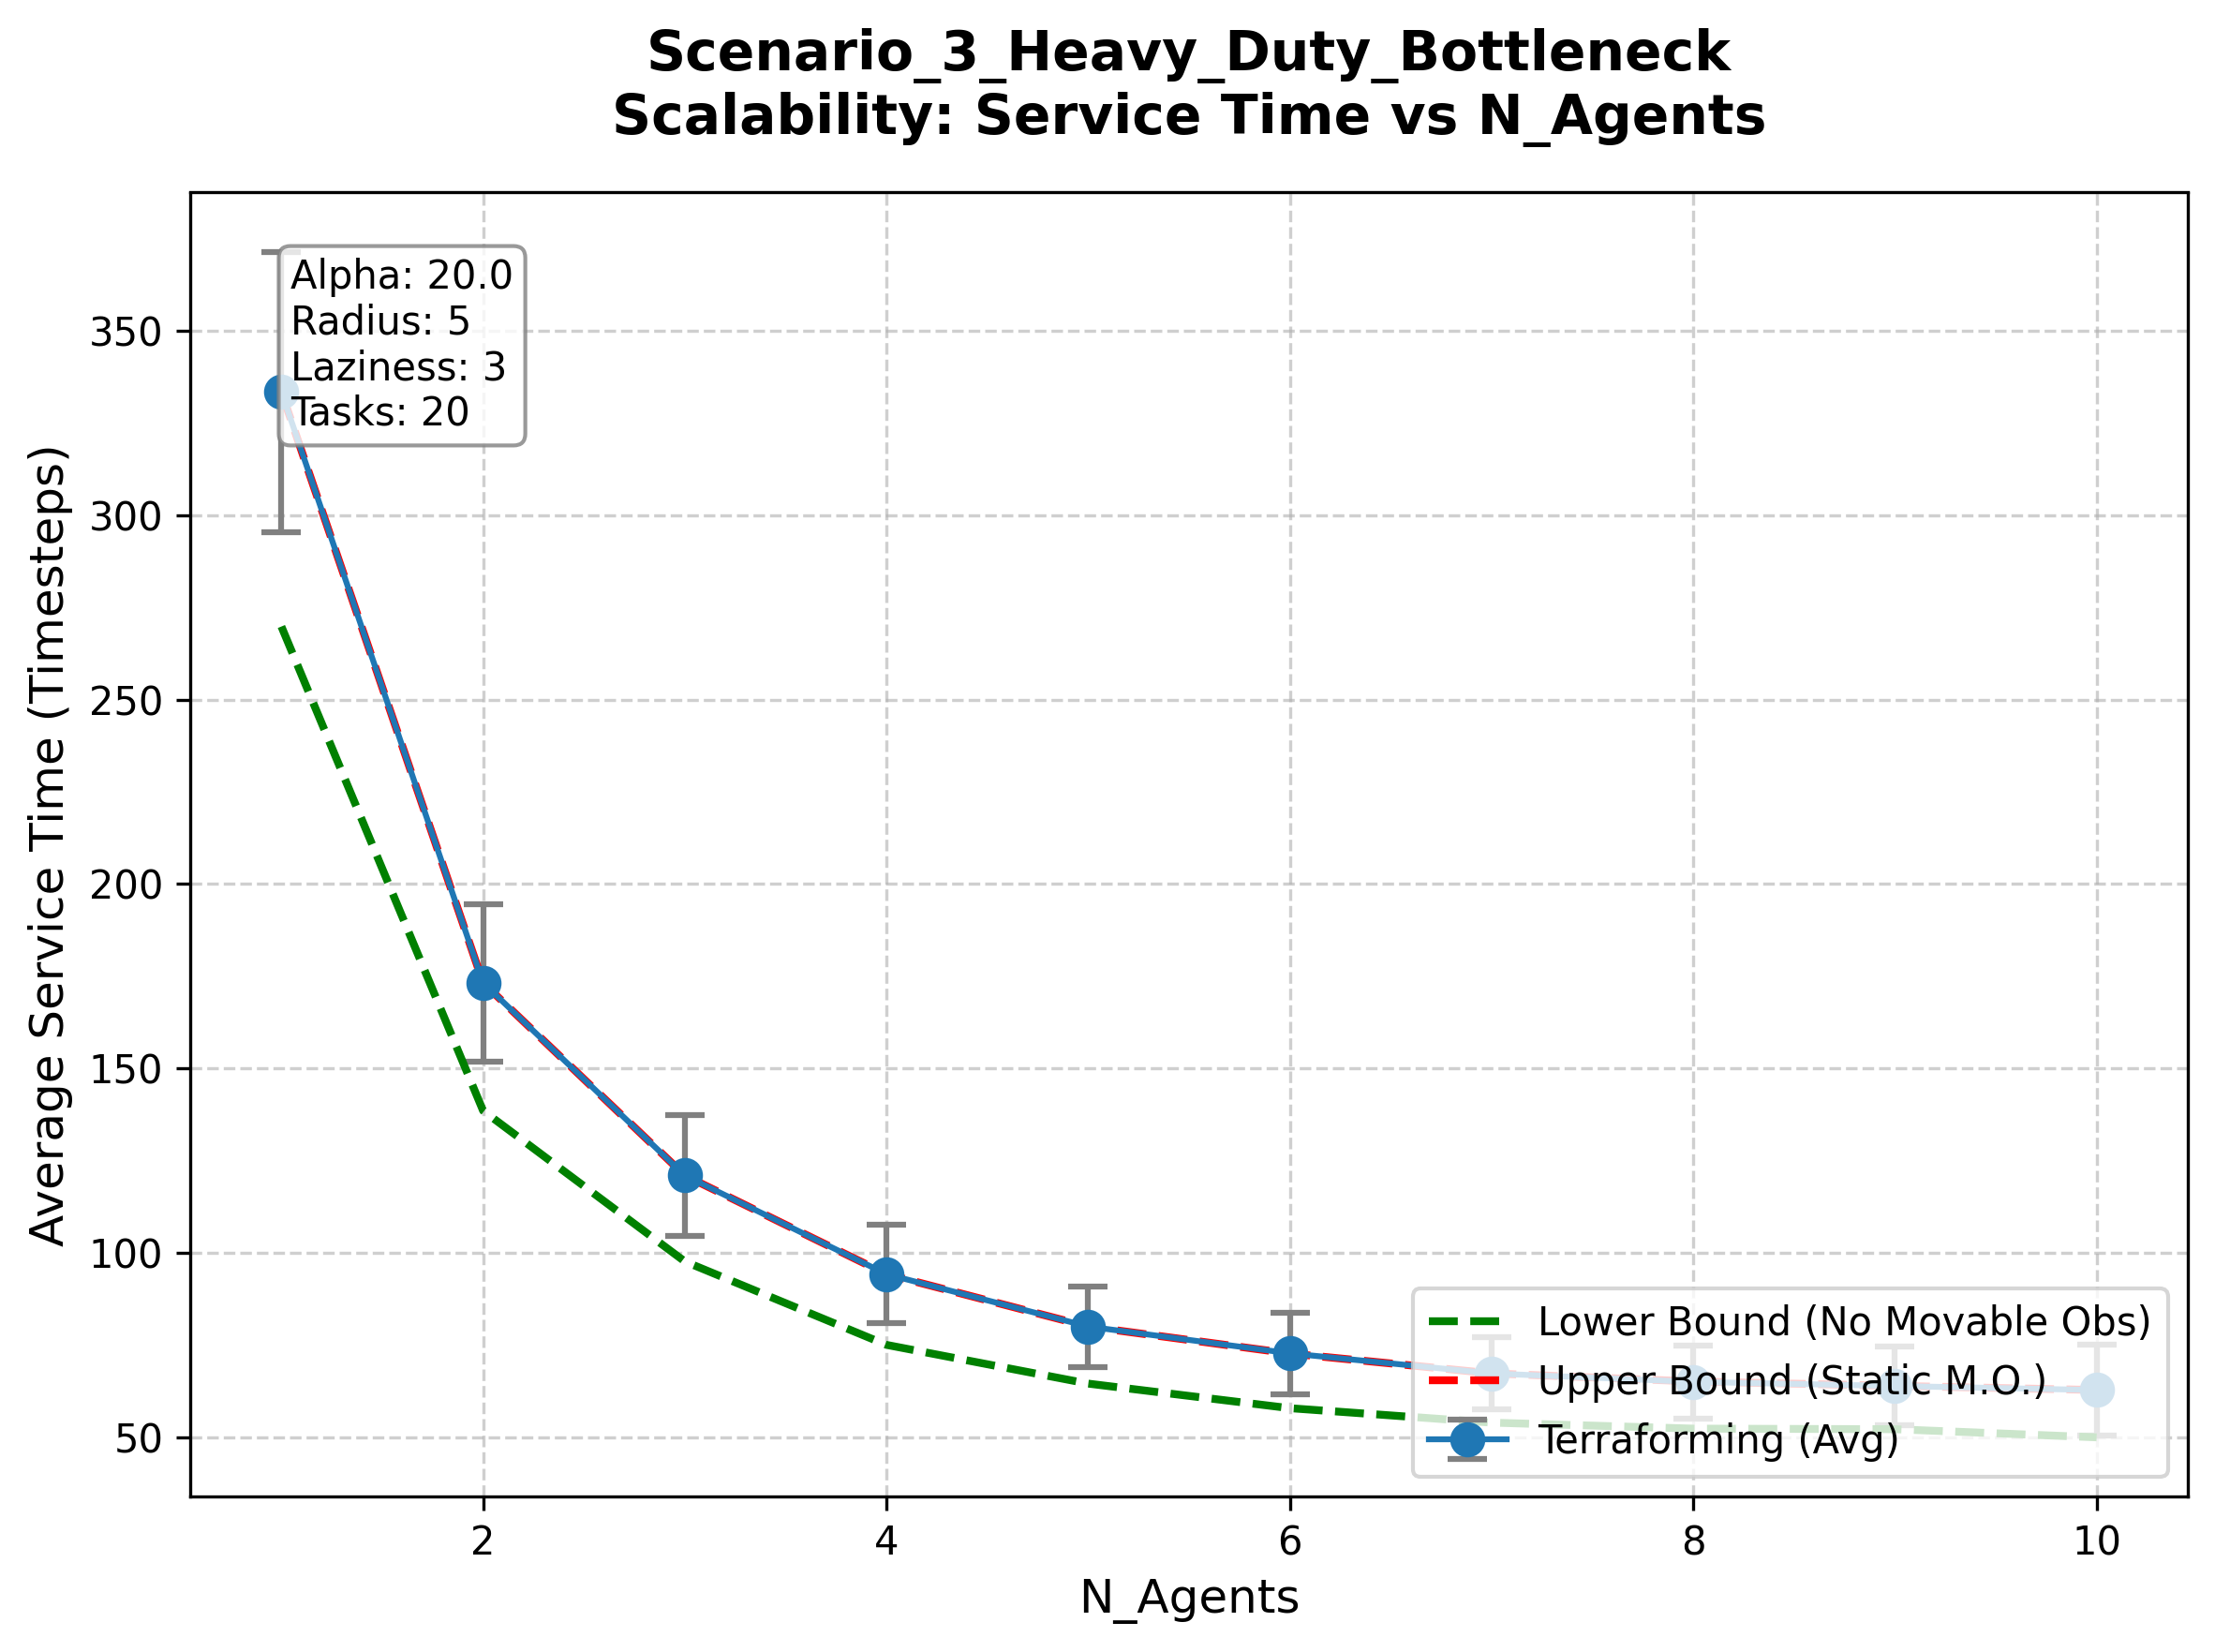 Scenario_3_Heavy_Duty_Bottleneck
Scalability: Service Time vs N_Agents
Average Service Time (Timesteps)
350
300
250
200
150
100
50
Alpha: 20.0
Radius: 5
Laziness: 3
Tasks: 20
Lower Bound (No Movable Obs)
Upper Bound (Static M.O.)
Terraforming (Avg)
2
4
6
8
10
N_Agents